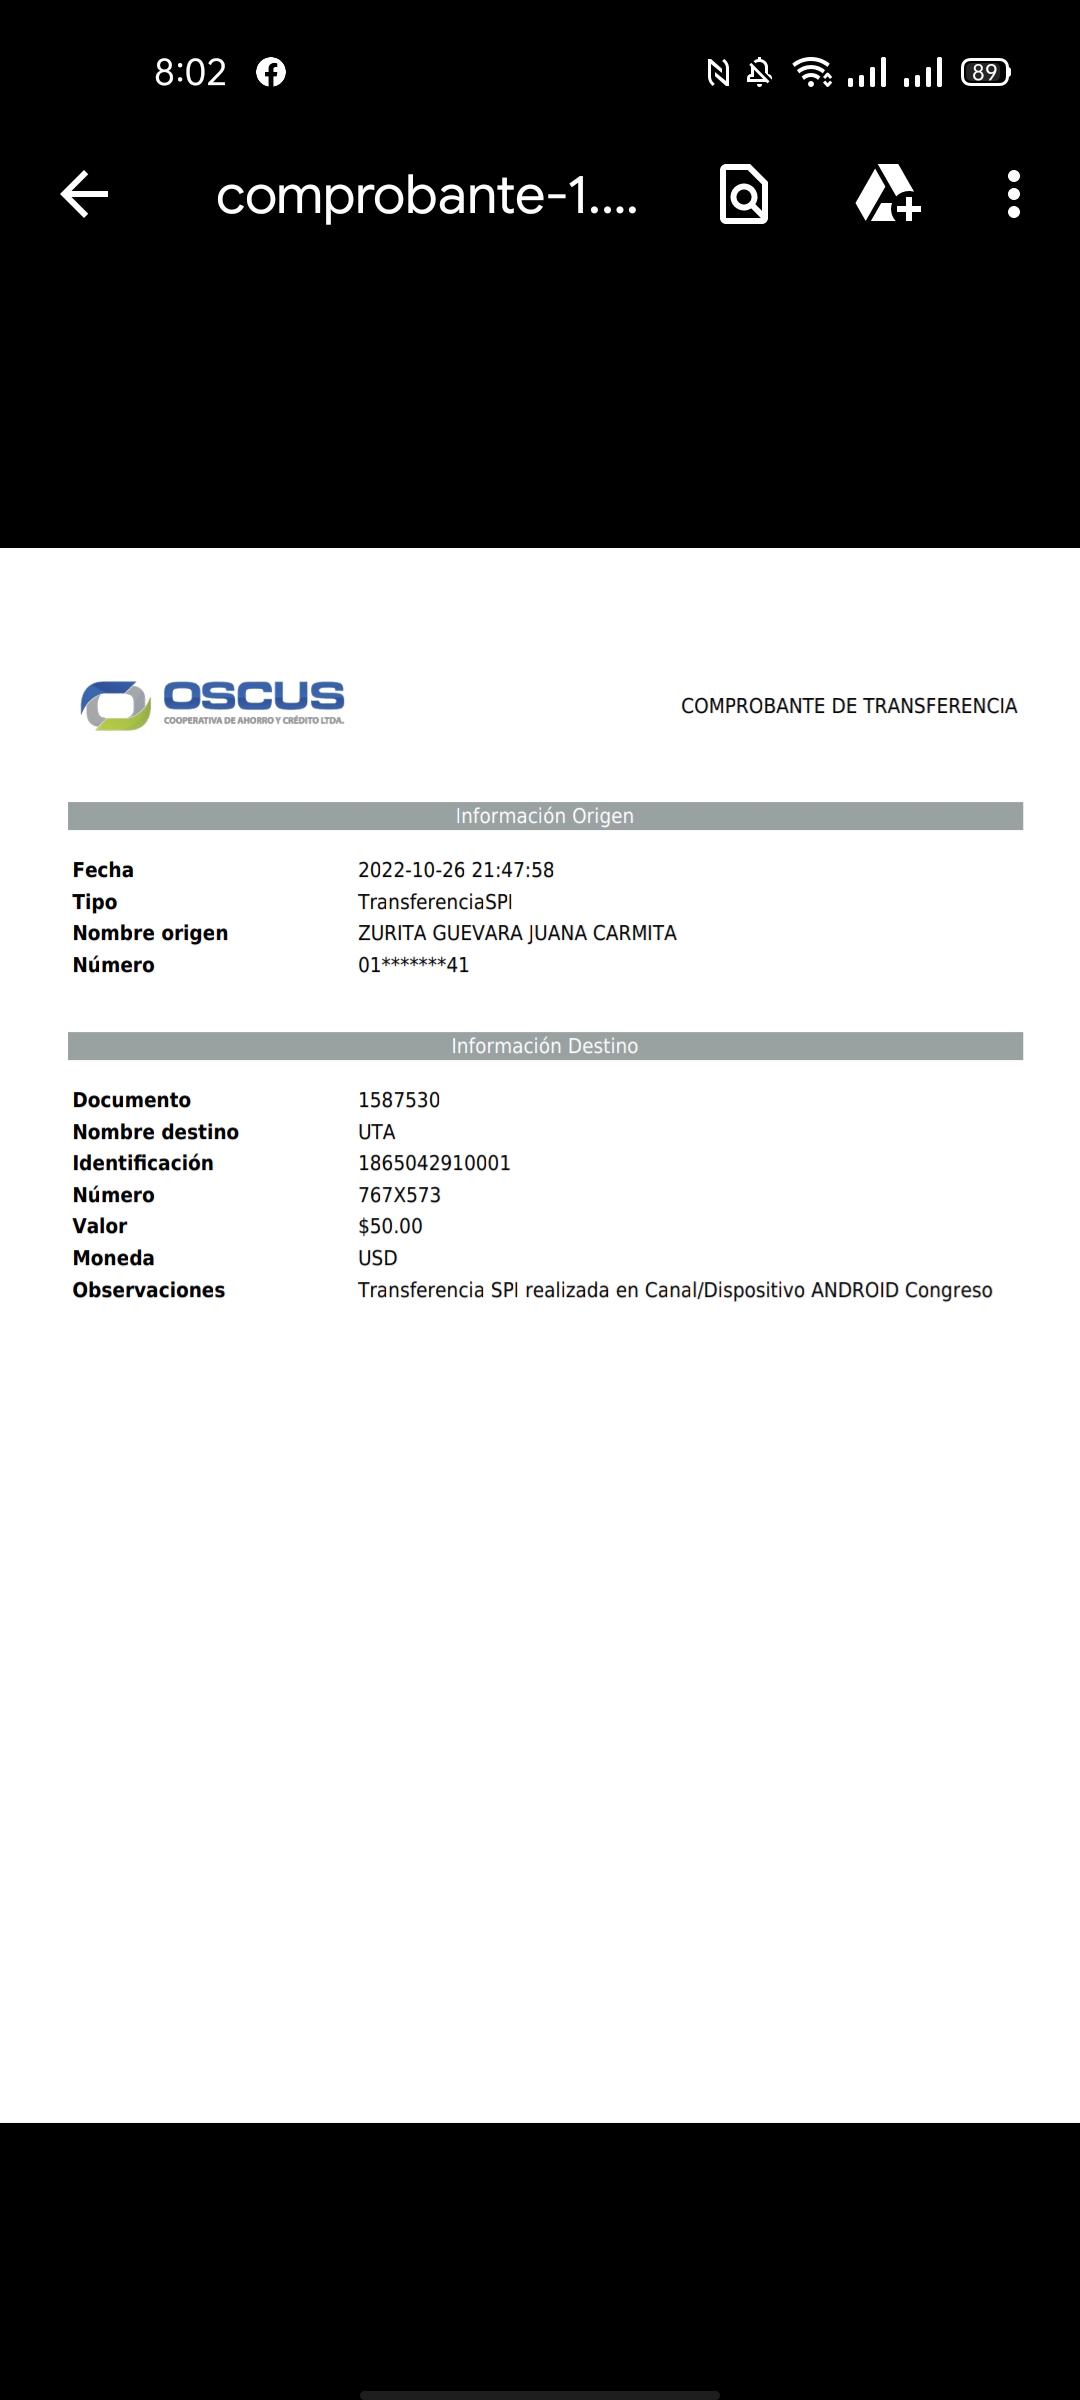 8:02
89
comprobante-1....
OSCUS
COOPERATIVA DE AHORRO Y CRÉDITO LTDA.
COMPROBANTE DE TRANSFERENCIA
Información Origen
Fecha 2022-10-26 21:47:58
Tipo TransferenciaSPI
Nombre origen ZURITA GUEVARA JUANA CARMITA
Número 01*******41
Información Destino
Documento 1587530
Nombre destino UTA
Identificación 1865042910001
Número 767X573
Valor $50.00
Moneda USD
Observaciones Transferencia SPI realizada en Canal/Dispositivo ANDROID Congreso